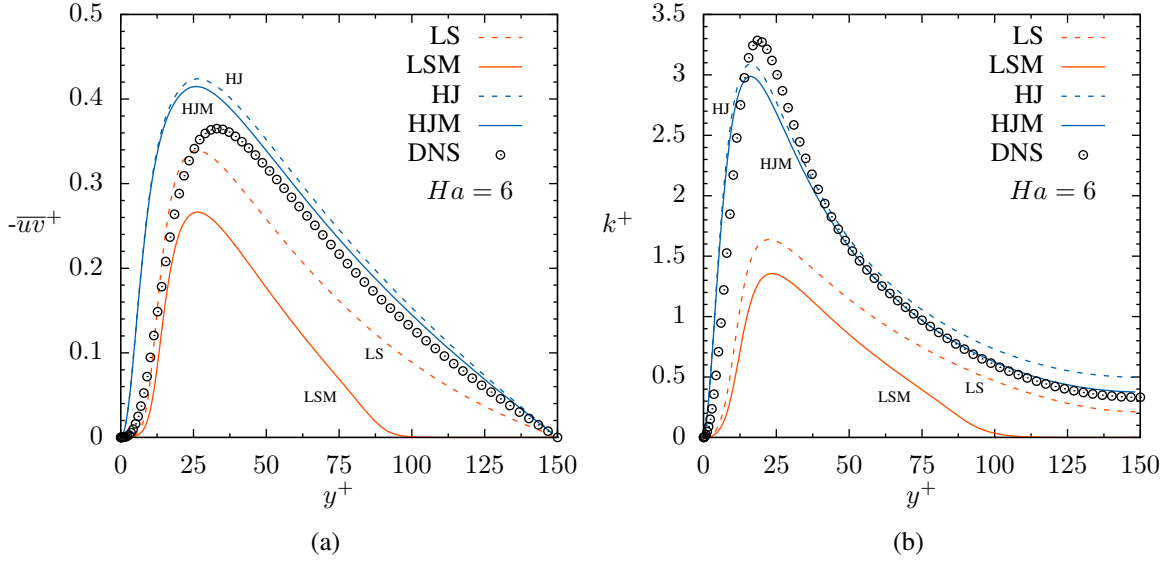 0.5
0.4
0.3
0.2
0.1
0
-uv⁺
LS
LSM
HJ
HJM
DNS
Ha = 6
HJ
HJM
LS
LSM
0 25 50 75 100 125 150
y⁺
(a)
3.5
3
2.5
2
1.5
1
0.5
0
k⁺
LS
LSM
HJ
HJM
DNS
Ha = 6
HJ
HJM
LS
LSM
0 25 50 75 100 125 150
y⁺
(b)